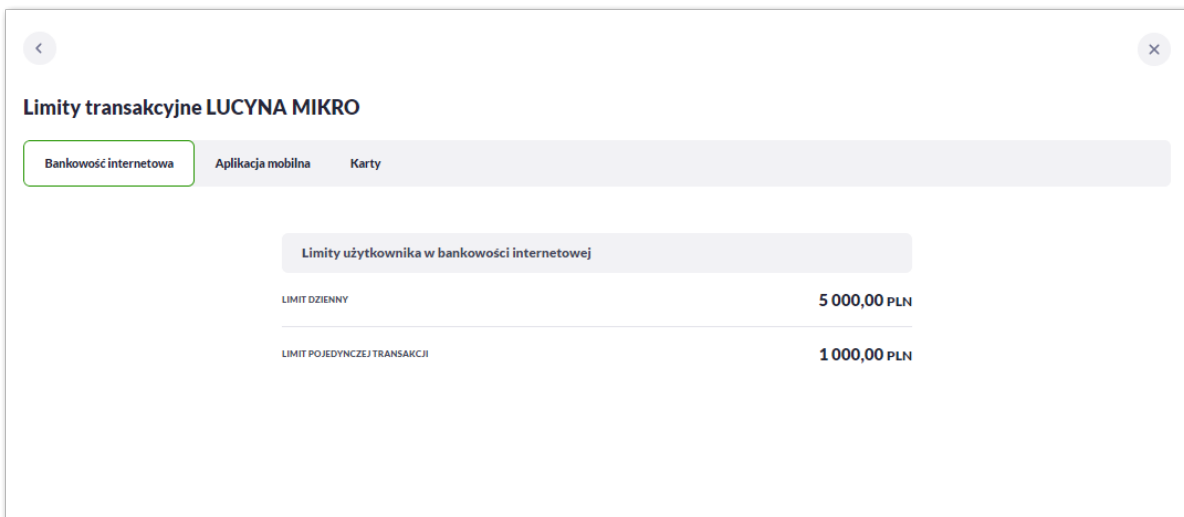 Limity transakcyjne LUCYNA MIKRO
Bankowość internetowa Aplikacja mobilna Karty
Limity użytkownika w bankowości internetowej
LIMIT DZIENNY 5 000,00 PLN
LIMIT POJEDYNCZEJ TRANSAKCJI 1 000,00 PLN